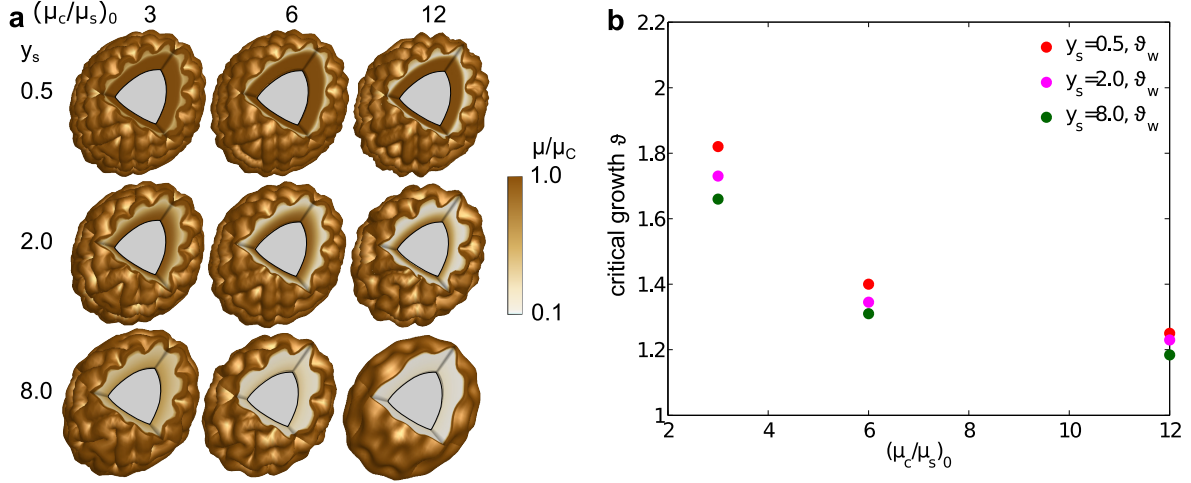 a (μc/μs)0 3 6 12
ys
0.5
2.0
8.0
μ/μC
1.0
0.1
b
2.2
2
1.8
1.6
1.4
1.2
1
2 4 6 8 10 12
critical growth ϑ
(μc/μs)0
ys=0.5, ϑw
ys=2.0, ϑw
ys=8.0, ϑw